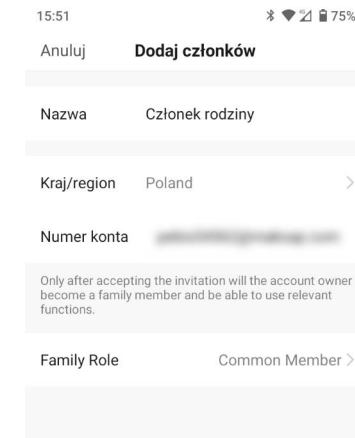 15:51 75%
Anuluj Dodaj członków
Nazwa Członek rodziny
Kraj/region Poland
Numer konta
Only after accepting the invitation will the account owner
become a family member and be able to use relevant
functions.
Family Role Common Member